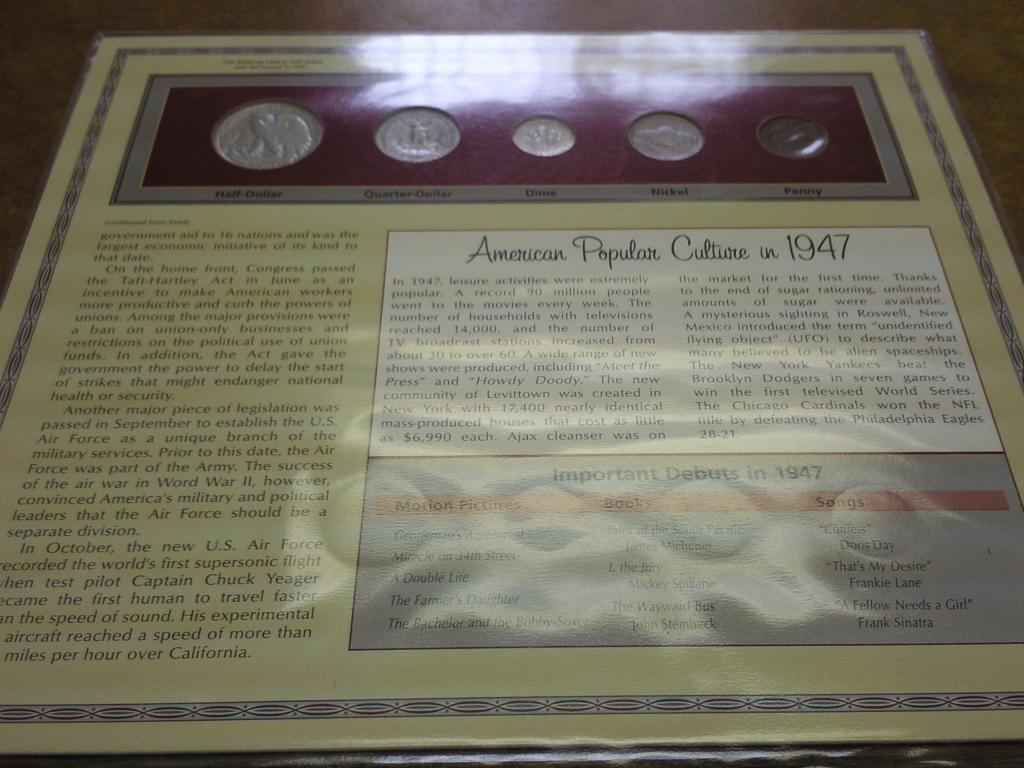 Half-Dollar
Quarter-Dollar
Dime
Nickel
Penny
(continued from front)
government aid to 16 nations and was the
largest economic initiative of its kind to
that date.
On the home front, Congress passed
the Taft-Hartley Act in June as an
incentive to make American workers
more productive and curb the powers of
unions. Among the major provisions were
a ban on union-only businesses and
restrictions on the political use of union
funds. In addition, the Act gave the
government the power to delay the start
of strikes that might endanger national
health or security.
Another major piece of legislation was
passed in September to establish the U.S.
Air Force as a unique branch of the
military services. Prior to this date, the Air
Force was part of the Army. The success
of the air war in Word War II, however,
convinced America's military and political
leaders that the Air Force should be a
separate division.
In October, the new U.S. Air Force
recorded the world's first supersonic flight
when test pilot Captain Chuck Yeager
became the first human to travel faster
than the speed of sound. His experimental
aircraft reached a speed of more than
miles per hour over California.
American Popular Culture in 1947
In 1947, leisure activities were extremely
popular. A record 90 million people
went to the movies every week. The
number of households with televisions
reached 14,000, and the number of
TV broadcast stations increased from
about 30 to over 60. A wide range of new
shows were produced, including "Meet the
Press" and "Howdy Doody." The new
community of Levittown was created in
New York with 17,400 nearly identical
mass-produced houses that cost as little
as $6,990 each. Ajax cleanser was on
the market for the first time. Thanks
to the end of sugar rationing, unlimited
amounts of sugar were available.
A mysterious sighting in Roswell, New
Mexico introduced the term "unidentified
flying object" (UFO) to describe what
many believed to be alien spaceships.
The New York Yankees beat the
Brooklyn Dodgers in seven games to
win the first televised World Series.
The Chicago Cardinals won the NFL
title by defeating the Philadelphia Eagles
28-21.
Important Debuts in 1947
Motion Pictures
Gentleman's Agreement
Miracle on 34th Street
A Double Life
The Farmer's Daughter
The Bachelor and the Bobby-Soxer
Books
Tales of the South Pacific
James Michener
I, the Jury
Mickey Spillane
The Wayward Bus
John Steinbeck
Songs
"Confess"
Doris Day
"That's My Desire"
Frankie Lane
"A Fellow Needs a Girl"
Frank Sinatra